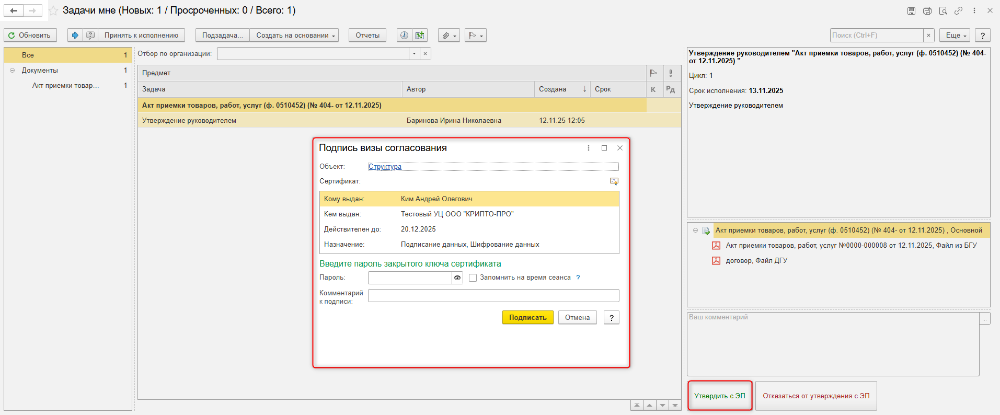 Задачи мне (Новых: 1 / Просроченных: 0 / Всего: 1)
Обновить
Принять к исполнению
Подзадача...
Создать на основании
Отчеты
Поиск (Ctrl+F)
×
Еще
?
Все 1
Документы 1
Акт приемки товар... 1
Отбор по организации:
×
Предмет
Задача Автор Создана ↓ Срок К Рд
Акт приемки товаров, работ, услуг (ф. 0510452) (№ 404- от 12.11.2025)
Утверждение руководителем Баринова Ирина Николаевна 12.11.25 12:05
Подпись визы согласования
Объект: Структура
Сертификат:
Кому выдан: Ким Андрей Олегович
Кем выдан: Тестовый УЦ ООО "КРИПТО-ПРО"
Действителен до: 20.12.2025
Назначение: Подписание данных, Шифрование данных
Введите пароль закрытого ключа сертификата
Пароль: Запомнить на время сеанса ?
Комментарий
к подписи:
Подписать Отмена ?
Утверждение руководителем "Акт приемки товаров, работ, услуг (ф. 0510452) (№ 404-
от 12.11.2025) "
Цикл: 1
Срок исполнения: 13.11.2025
Утверждение руководителем
Акт приемки товаров, работ, услуг (ф. 0510452) (№ 404- от 12.11.2025) , Основной
Акт приемки товаров, работ, услуг №0000-000008 от 12.11.2025, Файл из БГУ
договор, Файл ДГУ
Ваш комментарий
...
Утвердить с ЭП
Отказаться от утверждения с ЭП